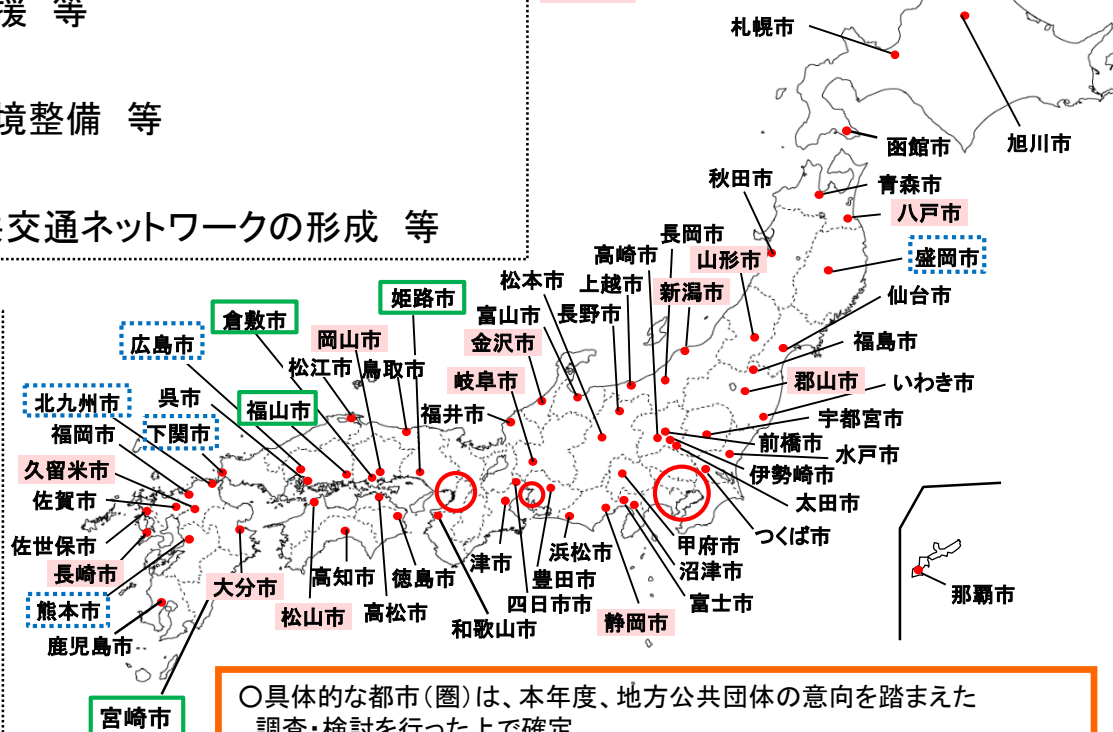 援 等
境整備 等
交通ネットワークの形成 等
札幌市
旭川市
函館市
秋田市
青森市
八戸市
長岡市
高崎市
山形市
盛岡市
松本市
上越市
新潟市
仙台市
姫路市
倉敷市
富山市
長野市
広島市
岡山市
金沢市
福島市
松江市
鳥取市
岐阜市
郡山市
いわき市
北九州市
呉市
福山市
福井市
宇都宮市
福岡市
下関市
前橋市
水戸市
久留米市
伊勢崎市
佐賀市
太田市
つくば市
佐世保市
甲府市
浜松市
津市
長崎市
大分市
高知市
徳島市
豊田市
沼津市
熊本市
松山市
高松市
四日市市
富士市
那覇市
和歌山市
静岡市
鹿児島市
宮崎市
○具体的な都市(圏)は、本年度、地方公共団体の意向を踏まえた
調査・検討を行った上で確定